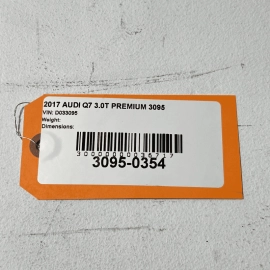 2017 AUDI Q7 3.0T PREMIUM 3095
VIN: D033095
Weight:
Dimensions:
3095-0354